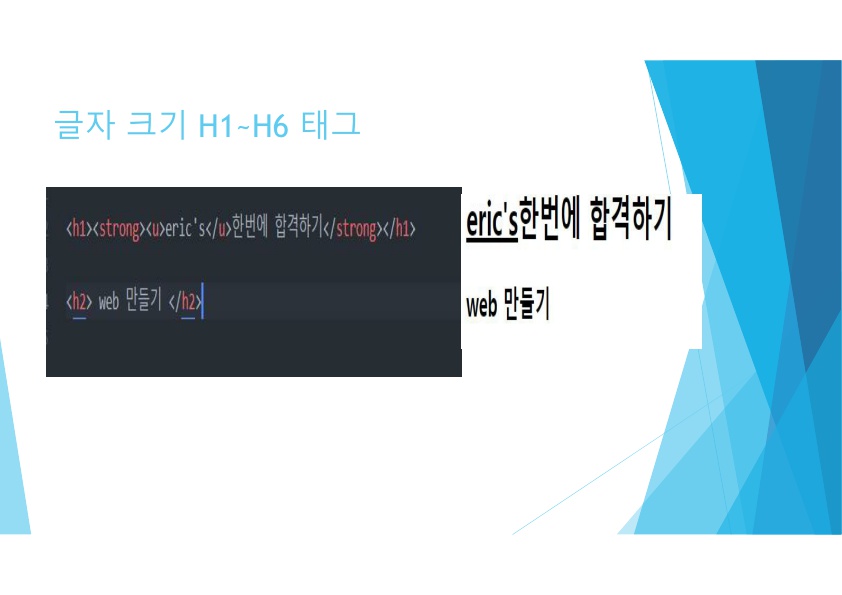 글자 크기 H1~H6 태그
<h1><strong><u>eric's</u>한번에 합격하기</strong></h1>
<h2> web 만들기 </h2>
eric's한번에 합격하기
web 만들기